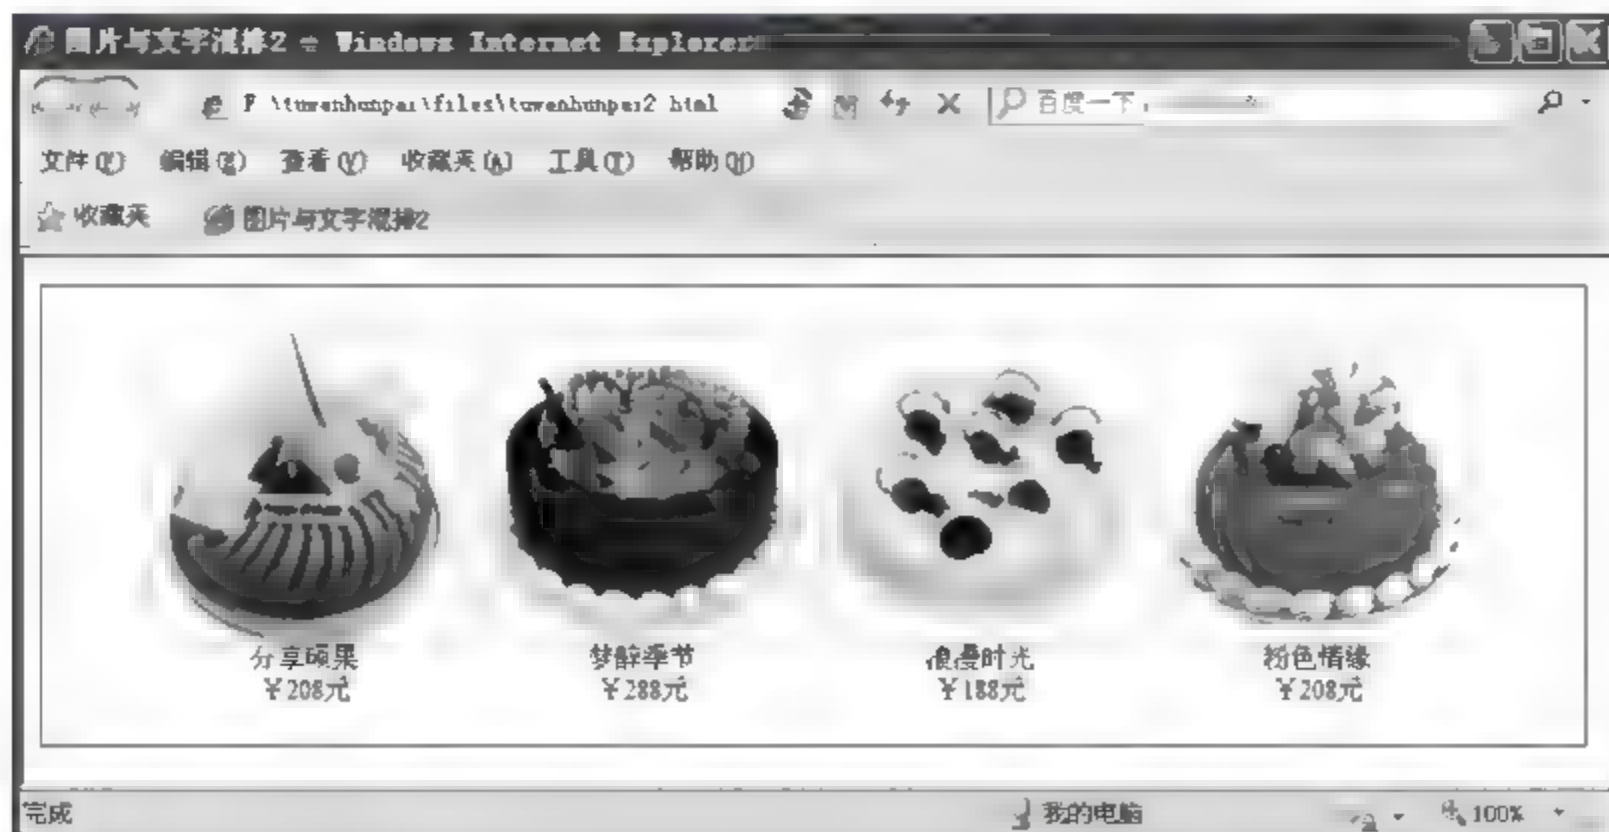 图片与文字混排2 - Windows Internet Explorer
F:\tuwenhunpai\files\tuwenhunpai2.html
百度一下
文件(F) 编辑(E) 查看(V) 收藏夹(A) 工具(T) 帮助(H)
收藏夹 图片与文字混排2
分享硕果 梦醉季节 浪漫时光 粉色情缘
￥208元 ￥288元 ￥188元 ￥208元
完成 我的电脑 100%